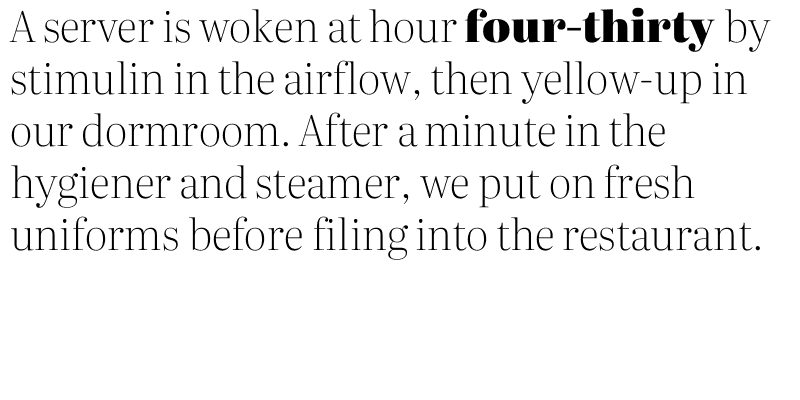 A server is woken at hour four-thirty by
stimulin in the airflow, then yellow-up in
our dormroom. After a minute in the
hygiener and steamer, we put on fresh
uniforms before filing into the restaurant.